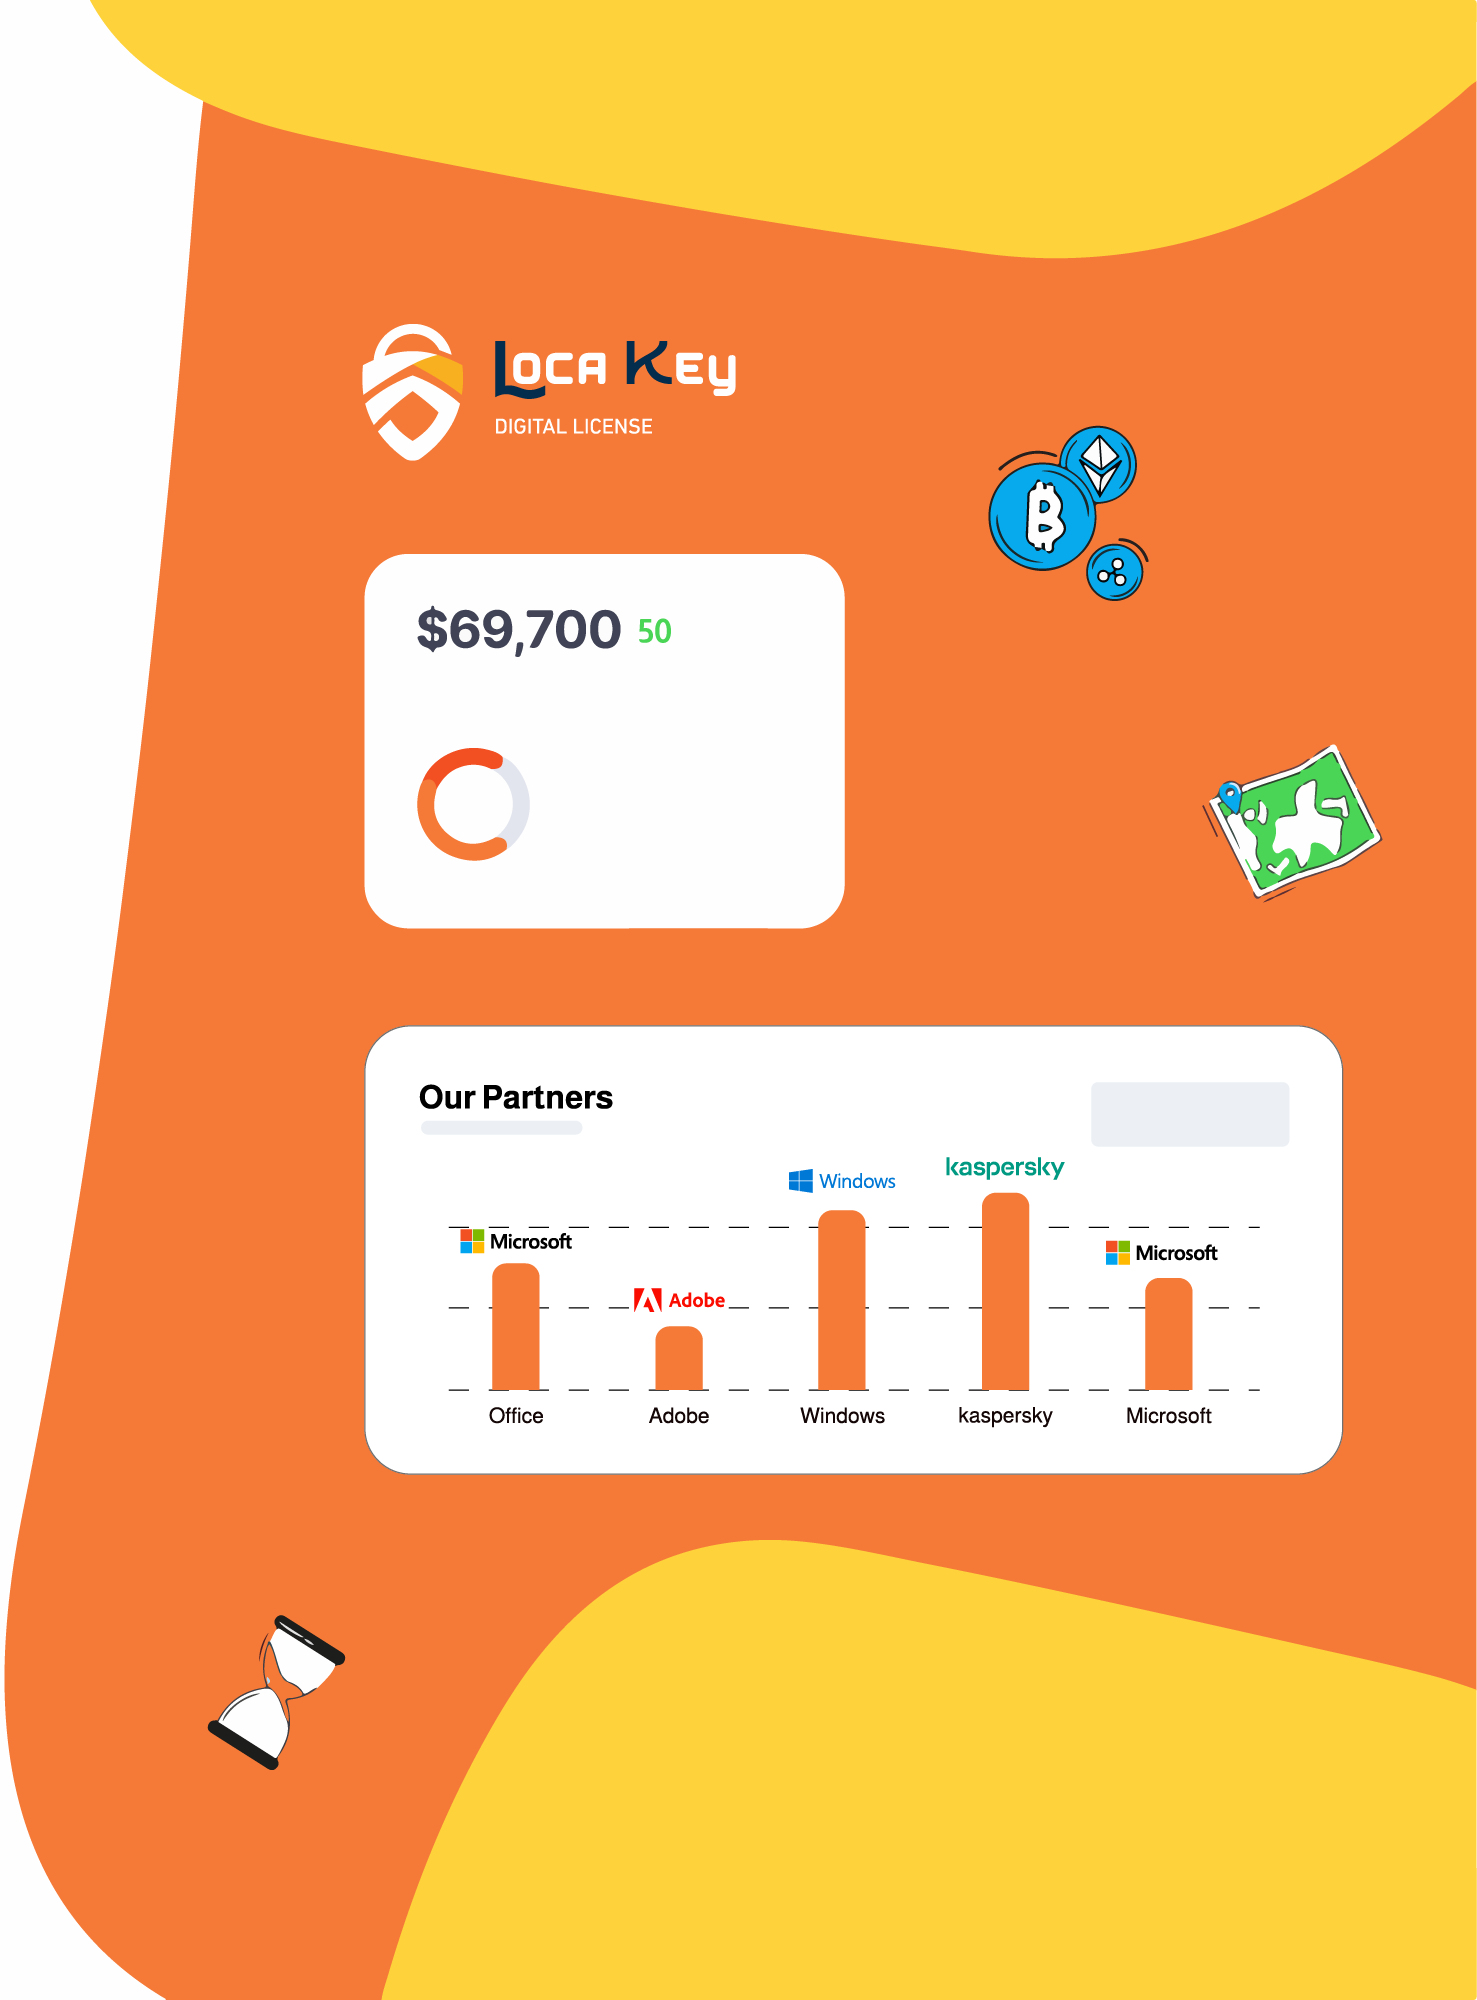 Loca Key
DIGITAL LICENSE
$69,700 50
Our Partners
Windows
kaspersky
Microsoft
Microsoft
Adobe
Office Adobe Windows kaspersky Microsoft